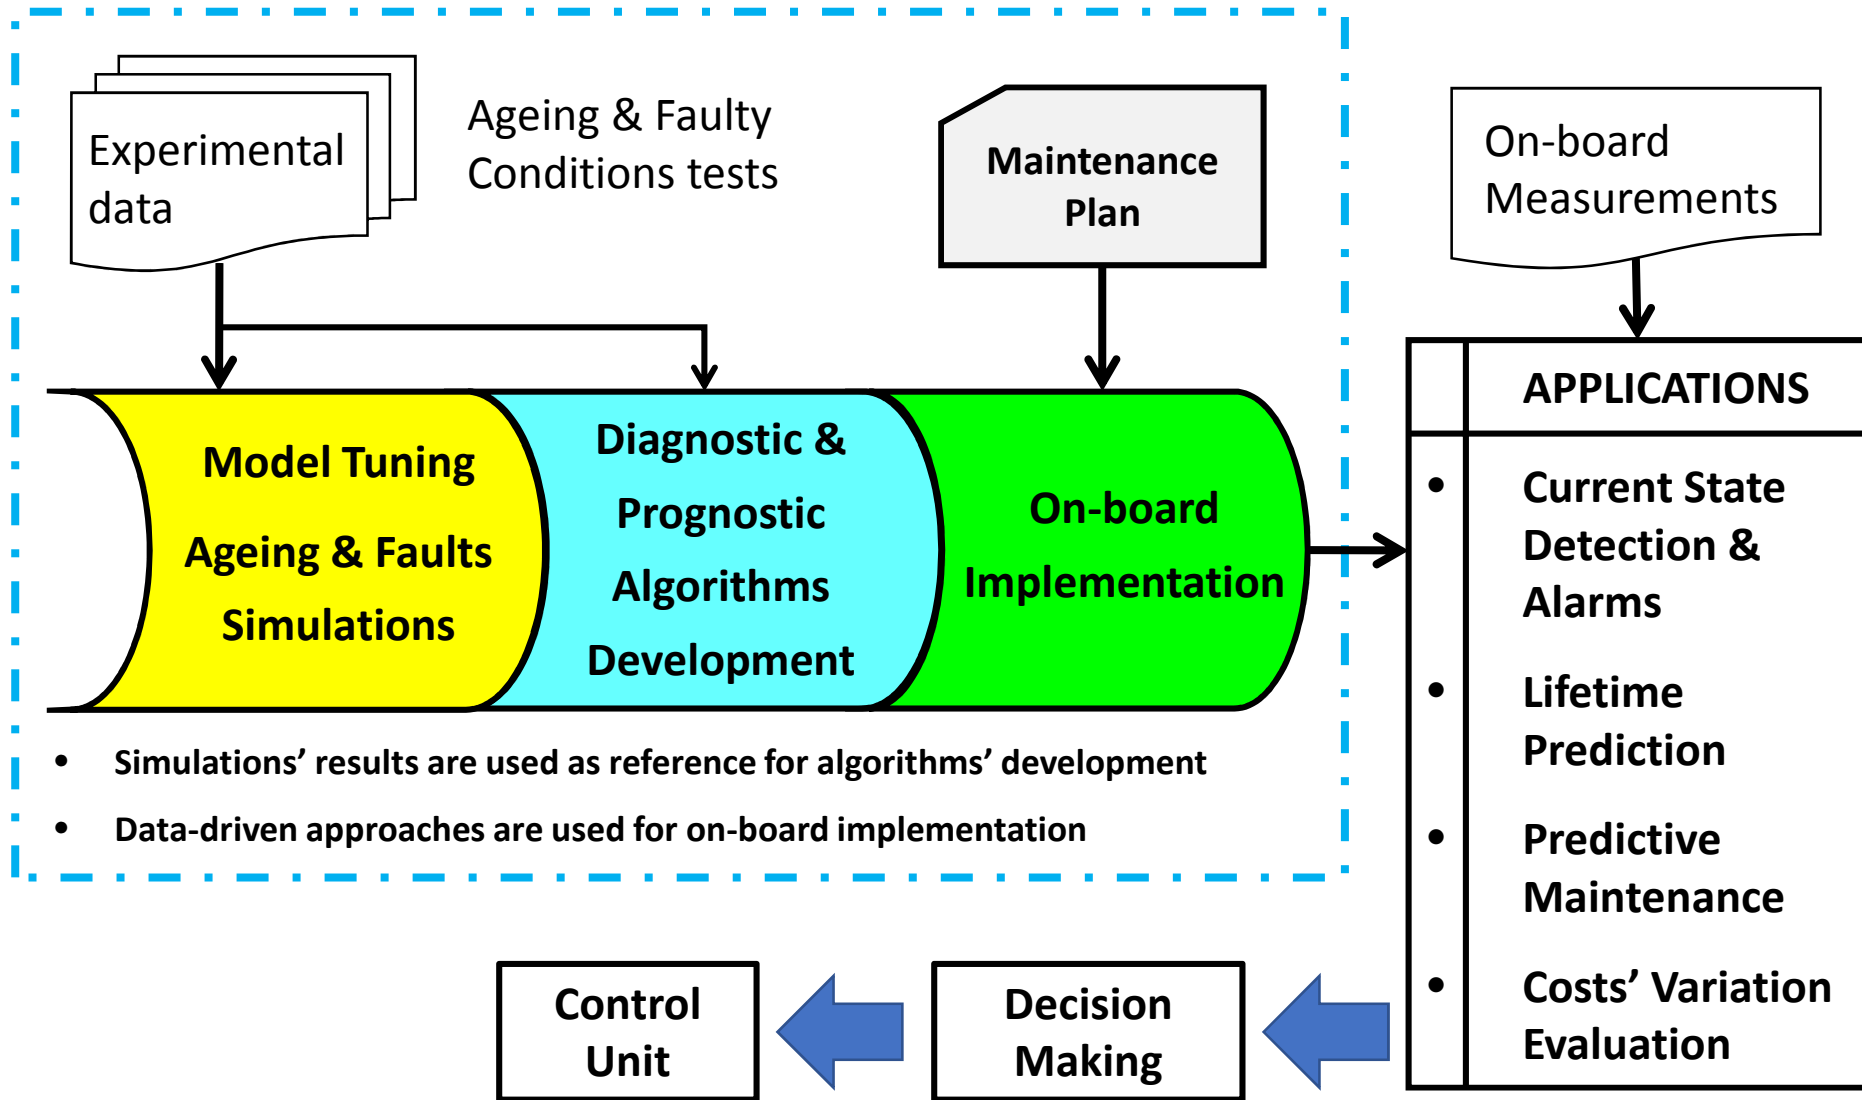 Experimental
data
Ageing & Faulty
Conditions tests
Maintenance
Plan
On-board
Measurements
Model Tuning
Ageing & Faults
Simulations
Diagnostic &
Prognostic
Algorithms
Development
On-board
Implementation
• Simulations’ results are used as reference for algorithms’ development
• Data-driven approaches are used for on-board implementation
APPLICATIONS
• Current State
Detection &
Alarms
• Lifetime
Prediction
• Predictive
Maintenance
• Costs’ Variation
Evaluation
Decision
Making
Control
Unit